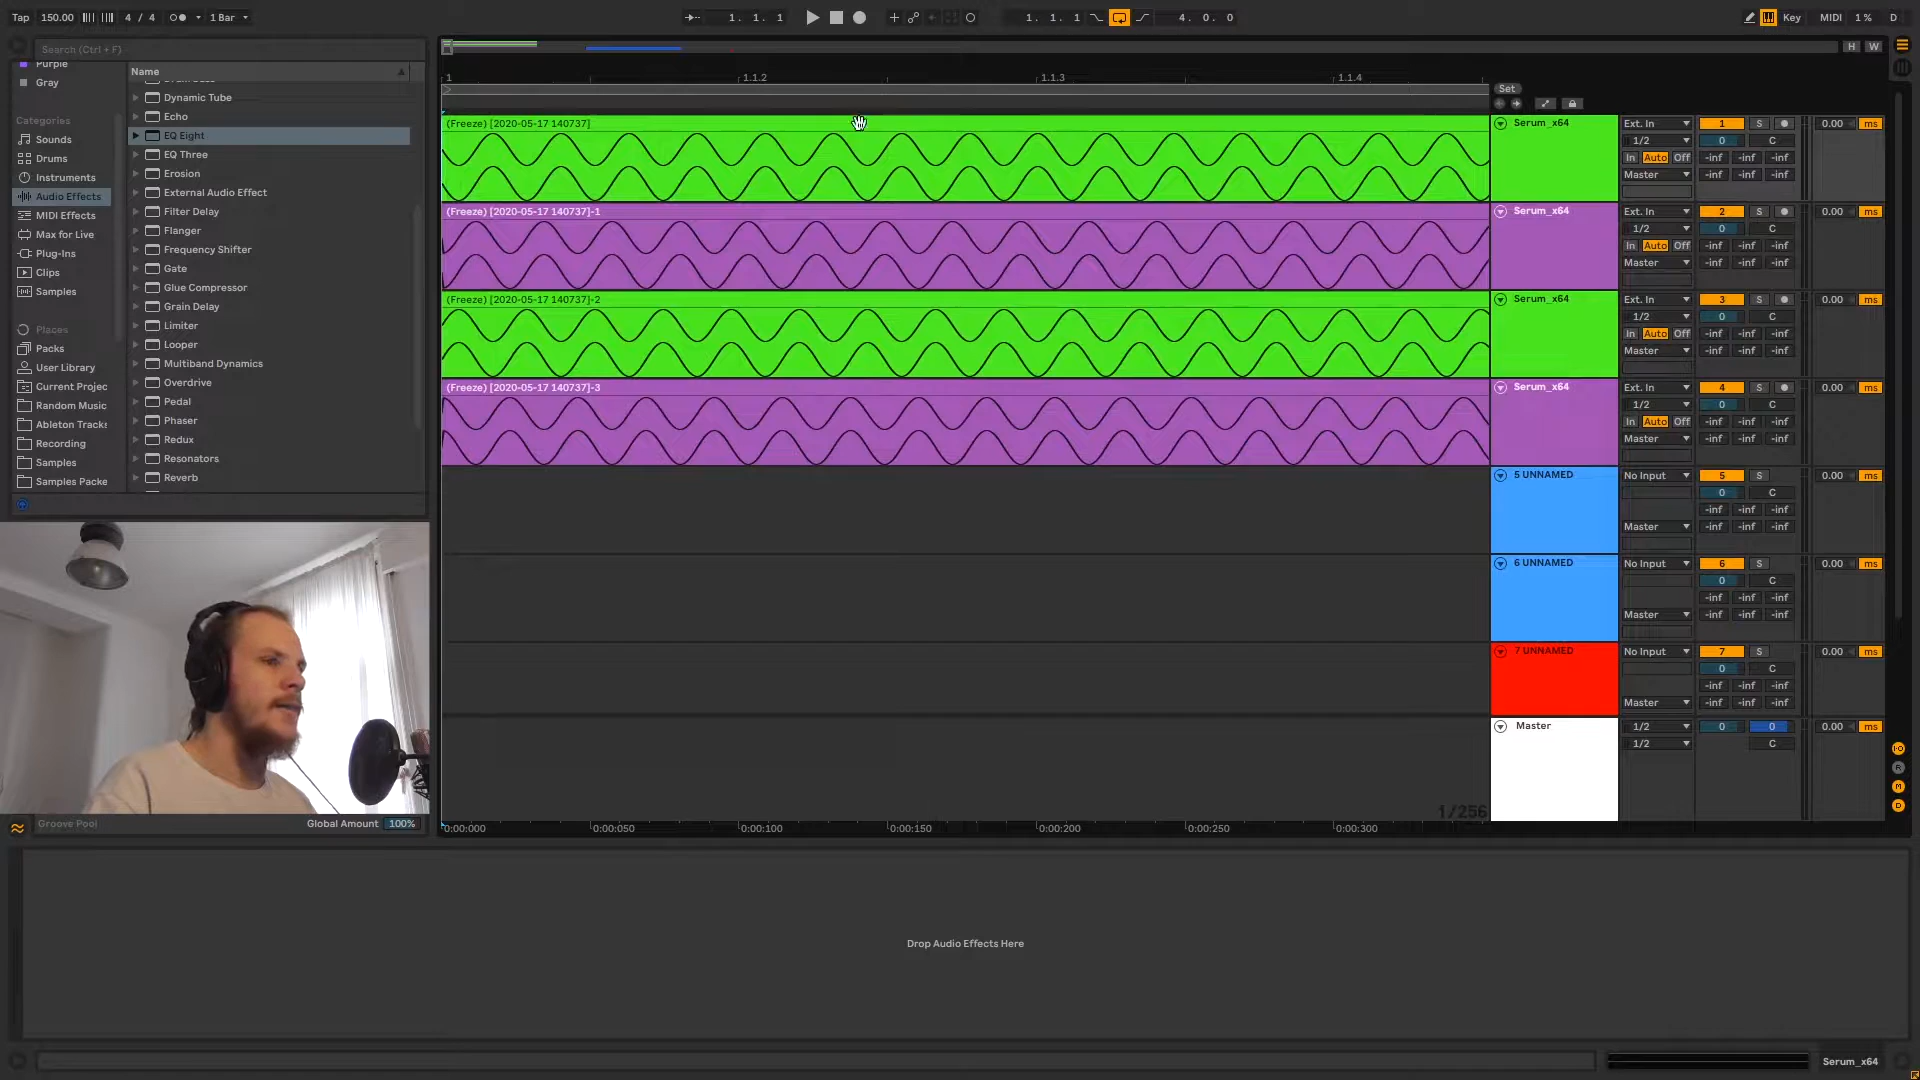 Tap 150.00 4 / 4 1 Bar
1. 1. 1
1. 1. 1 4. 0. 0
Key MIDI 1 % D
Search (Ctrl + F)
H W
Purple
Gray
Categories
Sounds
Drums
Instruments
Audio Effects
MIDI Effects
Max for Live
Plug-Ins
Clips
Samples
Places
Packs
User Library
Current Projec
Random Music
Ableton Tracks
Recording
Samples
Samples Packe
Name
Dynamic Tube
Echo
EQ Eight
EQ Three
Erosion
External Audio Effect
Filter Delay
Flanger
Frequency Shifter
Gate
Glue Compressor
Grain Delay
Limiter
Looper
Multiband Dynamics
Overdrive
Pedal
Phaser
Redux
Resonators
Reverb
Groove Pool Global Amount 100%
1 1.1.2 1.1.3 1.1.4
Set
(Freeze) [2020-05-17 140737] Serum_x64 Ext. In 1 S 0.00 ms
1/2 0 C
In Auto Off -inf -inf -inf
Master
(Freeze) [2020-05-17 140737]-1 Serum_x64 Ext. In 2 S 0.00 ms
1/2 0 C
In Auto Off -inf -inf -inf
Master -inf -inf -inf
(Freeze) [2020-05-17 140737]-2 Serum_x64 Ext. In 3 S 0.00 ms
1/2 0 C
In Auto Off -inf -inf -inf
Master -inf -inf -inf
(Freeze) [2020-05-17 140737]-3 Serum_x64 Ext. In 4 S 0.00 ms
1/2 0 C
In Auto Off -inf -inf -inf
Master -inf -inf -inf
5 UNNAMED No Input 5 S 0.00 ms
0 C
-inf -inf -inf
Master -inf -inf -inf
6 UNNAMED No Input 6 S 0.00 ms
0 C
-inf -inf -inf
Master -inf -inf -inf
7 UNNAMED No Input 7 S 0.00 ms
0 C
-inf -inf -inf
Master -inf -inf -inf
Master 1/2 0 0 0.00 ms
1/2 C
1/256
I·O
R
M
D
0:00:000 0:00:050 0:00:100 0:00:150 0:00:200 0:00:250 0:00:300
Drop Audio Effects Here
Serum_x64